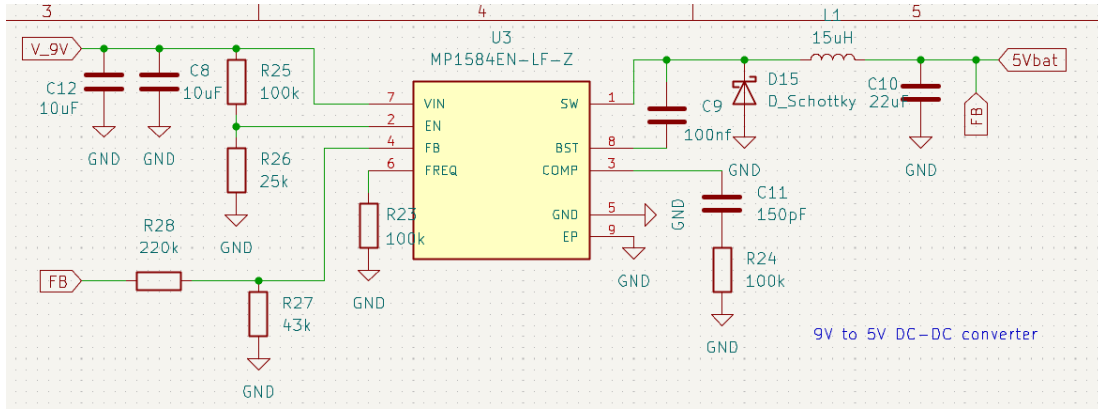 3
4
5
V_9V
C12
10uF
C8
10uF
R25
100k
GND
GND
R26
25k
GND
R28
220k
FB
R27
43k
GND
R23
100k
GND
U3
MP1584EN-LF-Z
7
VIN
2
EN
4
FB
6
FREQ
SW
1
BST
8
COMP
3
GND
5
EP
9
GND
GND
C9
100nf
D15
D_Schottky
GND
L1
15uH
C10
22uF
GND
5Vbat
FB
C11
150pF
R24
100k
GND
9V to 5V DC-DC converter